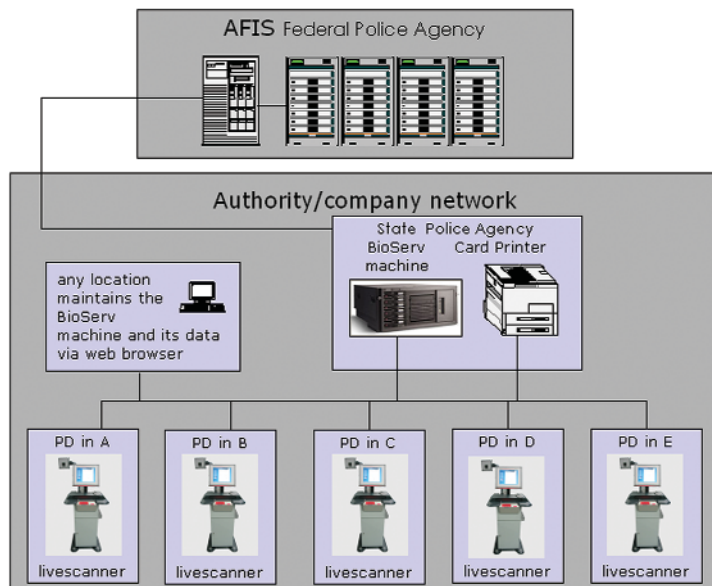 AFIS Federal Police Agency
Authority/company network
State Police Agency
BioServ Card Printer
machine
any location
maintains the
BioServ
machine and its data
via web browser
PD in A
livescanner
PD in B
livescanner
PD in C
livescanner
PD in D
livescanner
PD in E
livescanner